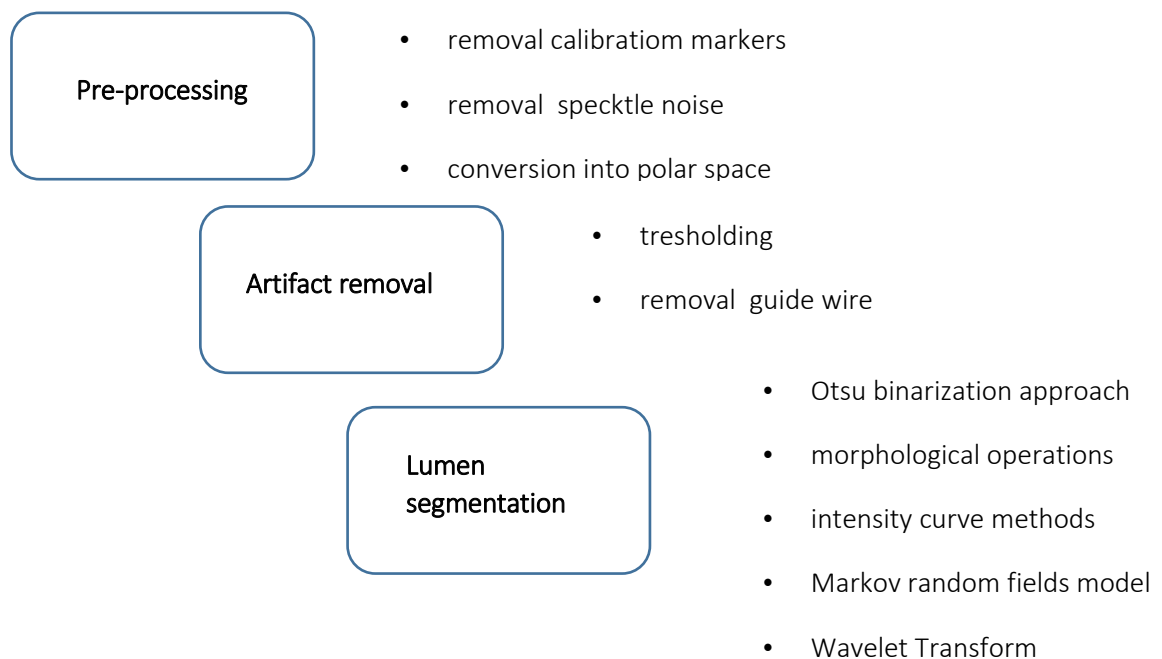 Pre-processing
• removal calibratiom markers
• removal specktle noise
• conversion into polar space
Artifact removal
• tresholding
• removal guide wire
Lumen
segmentation
• Otsu binarization approach
• morphological operations
• intensity curve methods
• Markov random fields model
• Wavelet Transform